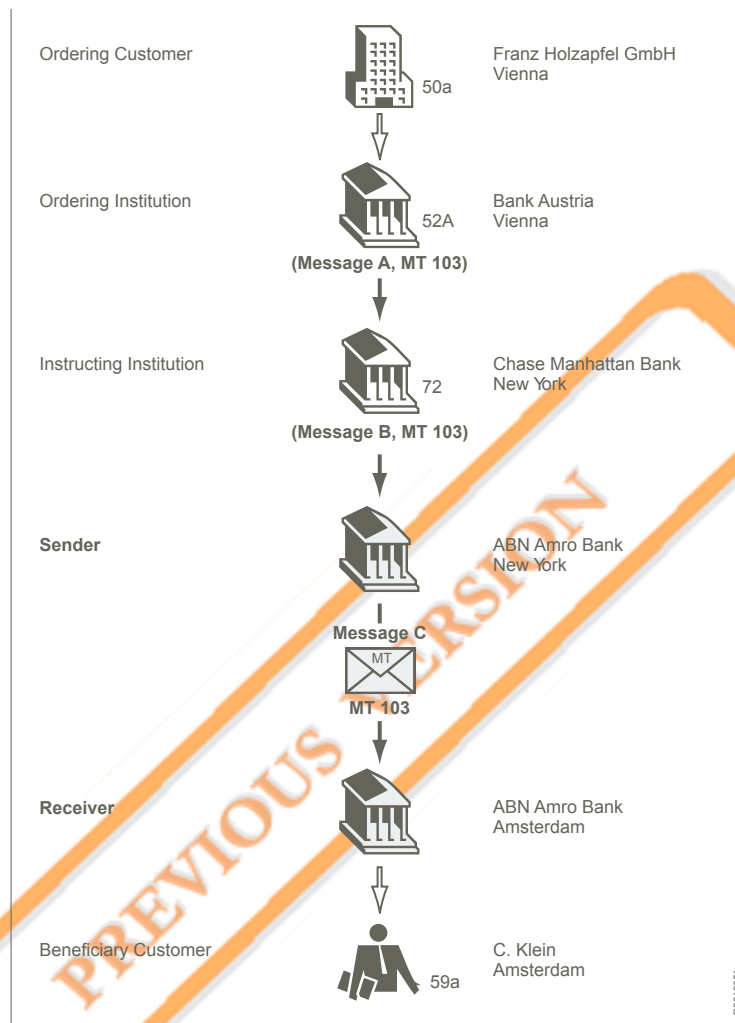 Ordering Customer
50a
Franz Holzapfel GmbH
Vienna
Ordering Institution
52A
Bank Austria
Vienna
(Message A, MT 103)
Instructing Institution
72
Chase Manhattan Bank
New York
(Message B, MT 103)
Sender
ABN Amro Bank
New York
Message C
MT
MT 103
Receiver
ABN Amro Bank
Amsterdam
Beneficiary Customer
59a
C. Klein
Amsterdam
PREVIOUS VERSION